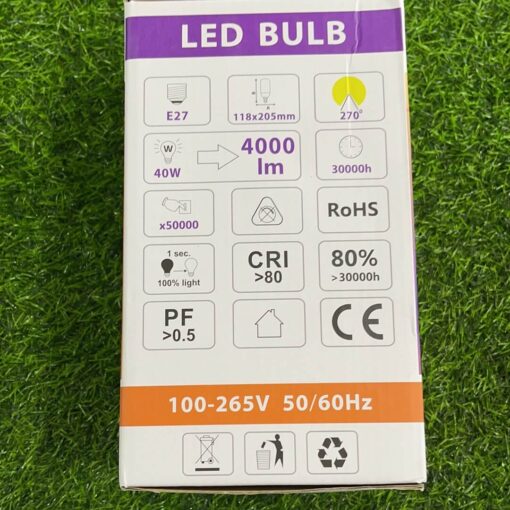 LED BULB
E27
118x205mm
270°
W
40W
4000
lm
30000h
x50000
RoHS
1 sec.
100% light
CRI
>80
80%
>30000h
PF
>0.5
CE
100-265V 50/60Hz